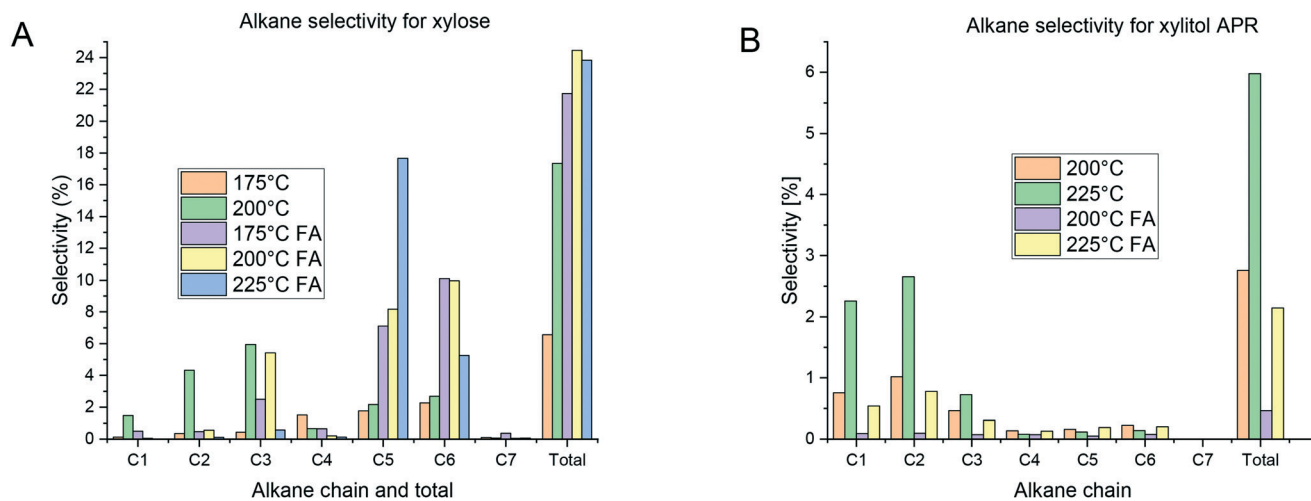 A
Alkane selectivity for xylose
Selectivity (%)
24
22
20
18
16
14
12
10
8
6
4
2
0
175°C
200°C
175°C FA
200°C FA
225°C FA
C1 C2 C3 C4 C5 C6 C7 Total
Alkane chain and total
B
Alkane selectivity for xylitol APR
Selectivity [%]
6
5
4
3
2
1
0
200°C
225°C
200°C FA
225°C FA
C1 C2 C3 C4 C5 C6 C7 Total
Alkane chain